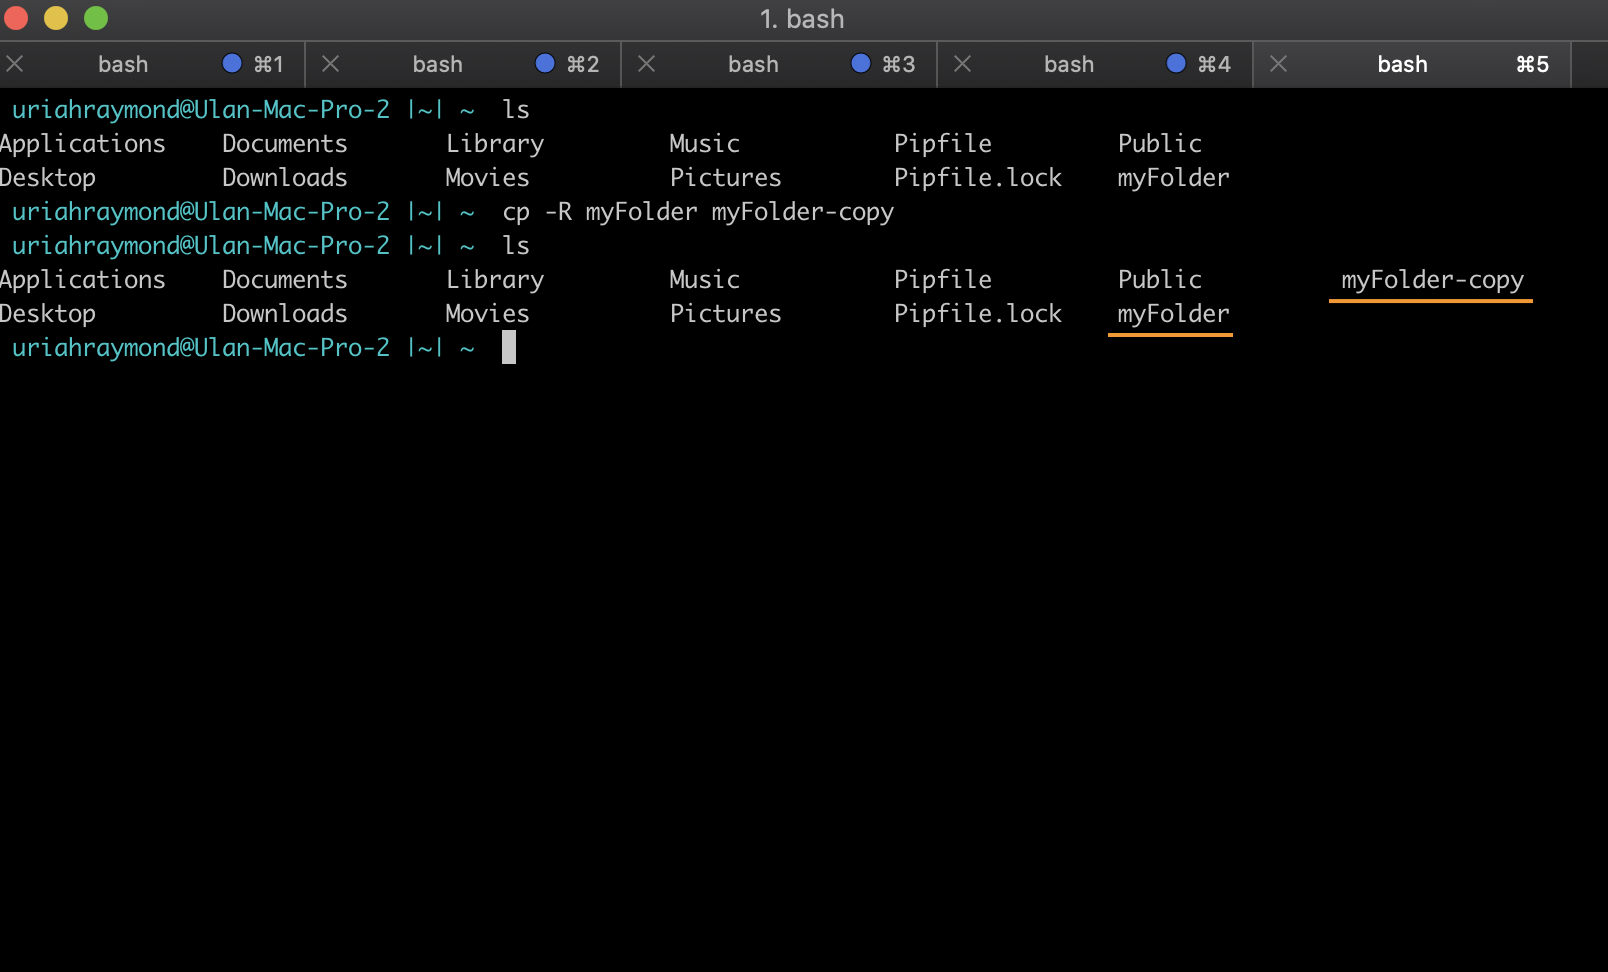 1. bash
bash ⌘1 bash ⌘2 bash ⌘3 bash ⌘4 bash ⌘5
uriahraymond@Ulan-Mac-Pro-2 |~| ~ ls
Applications Documents Library Music Pipfile Public
Desktop Downloads Movies Pictures Pipfile.lock myFolder
uriahraymond@Ulan-Mac-Pro-2 |~| ~ cp -R myFolder myFolder-copy
uriahraymond@Ulan-Mac-Pro-2 |~| ~ ls
Applications Documents Library Music Pipfile Public myFolder-copy
Desktop Downloads Movies Pictures Pipfile.lock myFolder
uriahraymond@Ulan-Mac-Pro-2 |~| ~